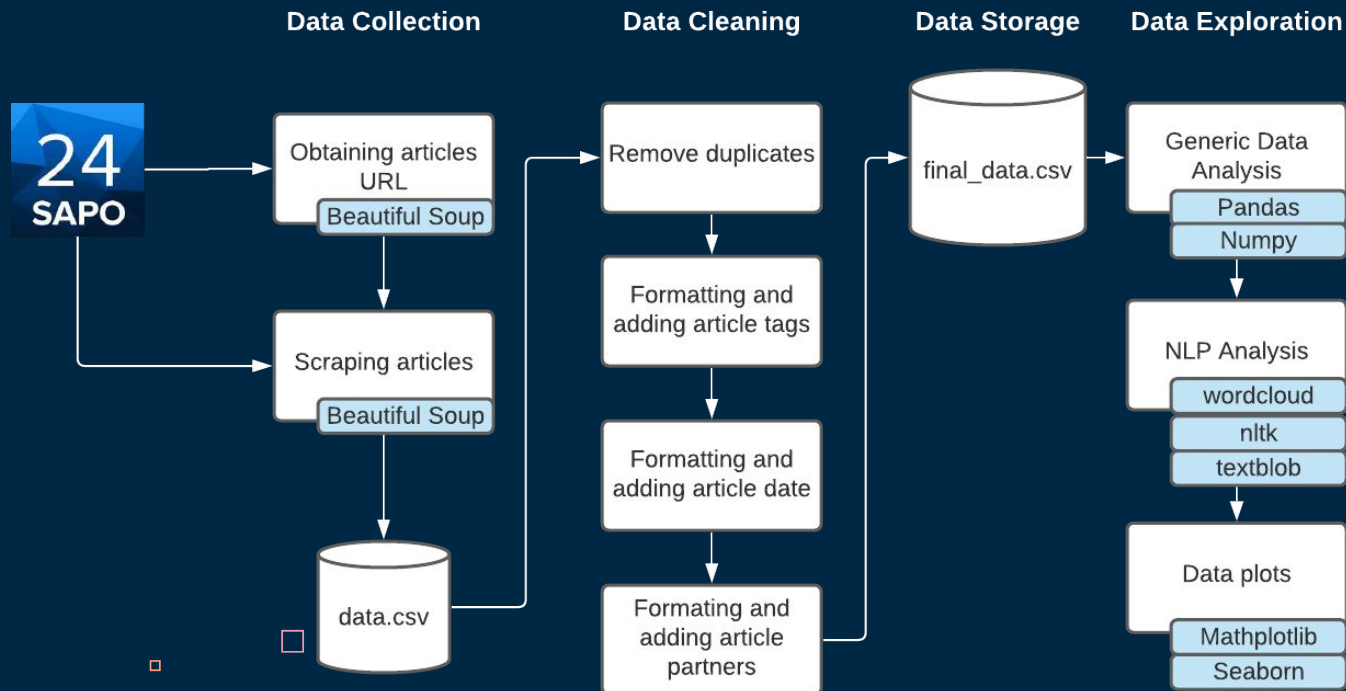 Data Collection
Data Cleaning
Data Storage
Data Exploration
24
SAPO
Obtaining articles
URL
Beautiful Soup
Scraping articles
Beautiful Soup
data.csv
Remove duplicates
Formatting and
adding article tags
Formatting and
adding article date
Formating and
adding article
partners
final_data.csv
Generic Data
Analysis
Pandas
Numpy
NLP Analysis
wordcloud
nltk
textblob
Data plots
Mathplotlib
Seaborn